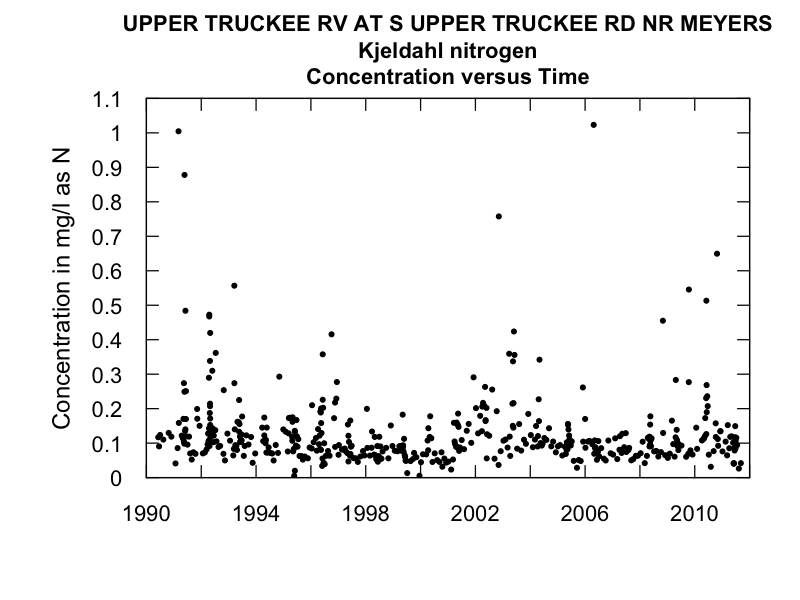 UPPER TRUCKEE RV AT S UPPER TRUCKEE RD NR MEYERS
Kjeldahl nitrogen
Concentration versus Time
Concentration in mg/l as N
1.1
1
0.9
0.8
0.7
0.6
0.5
0.4
0.3
0.2
0.1
0
1990 1994 1998 2002 2006 2010